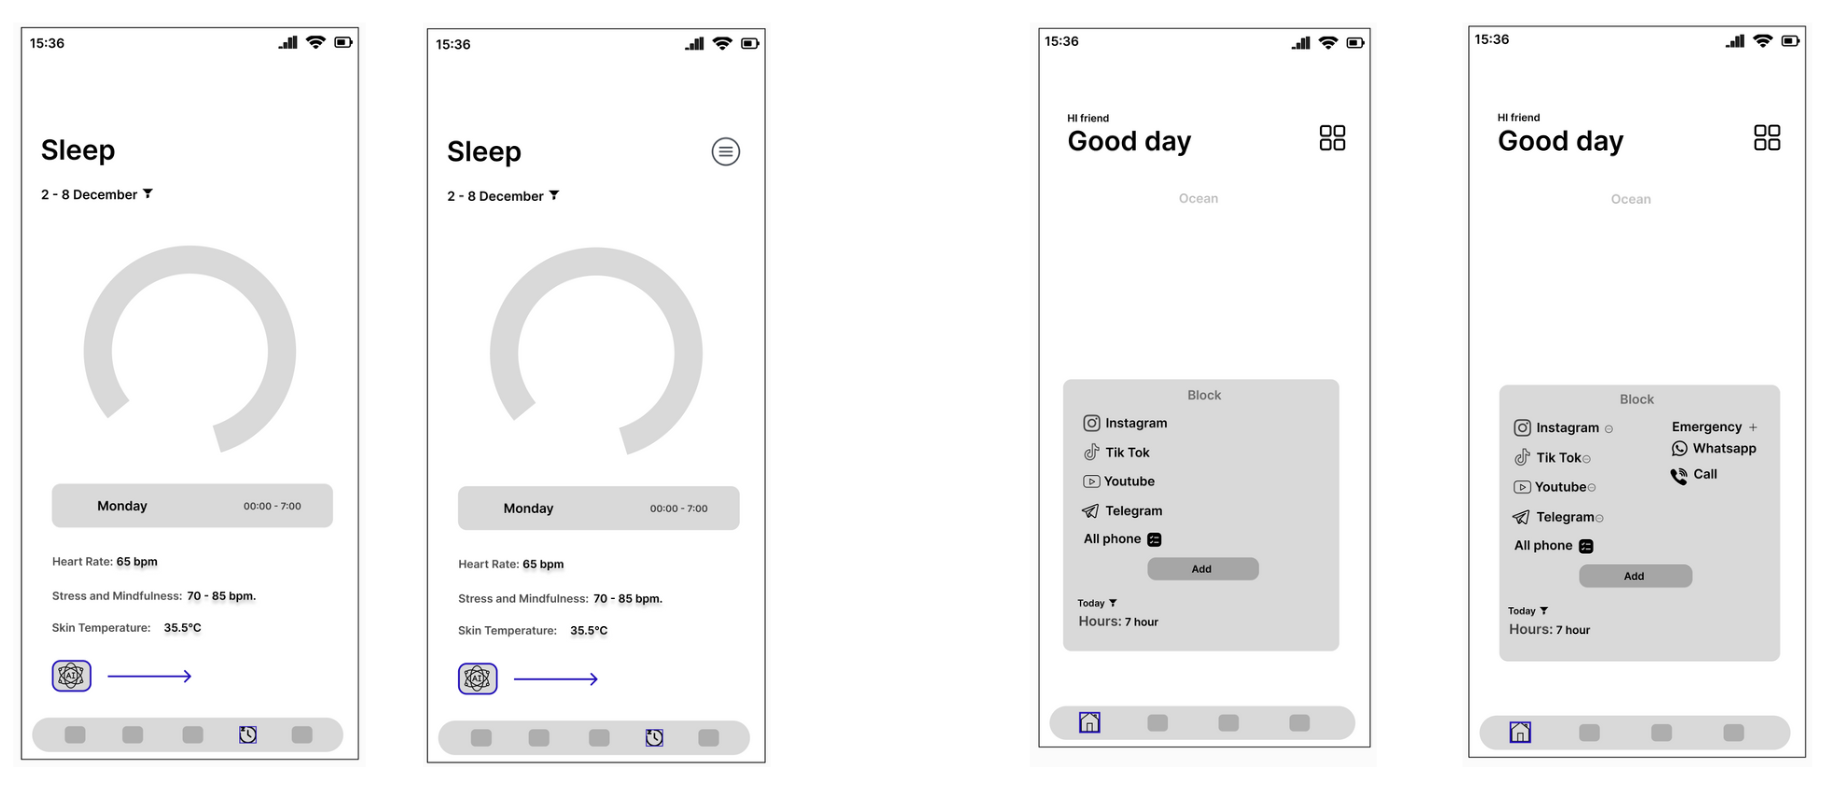 15:36
Sleep
2 - 8 December
Monday 00:00 - 7:00
Heart Rate: 65 bpm
Stress and Mindfulness: 70 - 85 bpm.
Skin Temperature: 35.5°C
AI
15:36
Sleep
2 - 8 December
Monday 00:00 - 7:00
Heart Rate: 65 bpm
Stress and Mindfulness: 70 - 85 bpm.
Skin Temperature: 35.5°C
AI
15:36
HI friend
Good day
Ocean
Block
Instagram
Tik Tok
Youtube
Telegram
All phone
Add
Today
Hours: 7 hour
15:36
HI friend
Good day
Ocean
Block
Instagram
Tik Tok
Youtube
Telegram
All phone
Emergency +
Whatsapp
Call
Add
Today
Hours: 7 hour